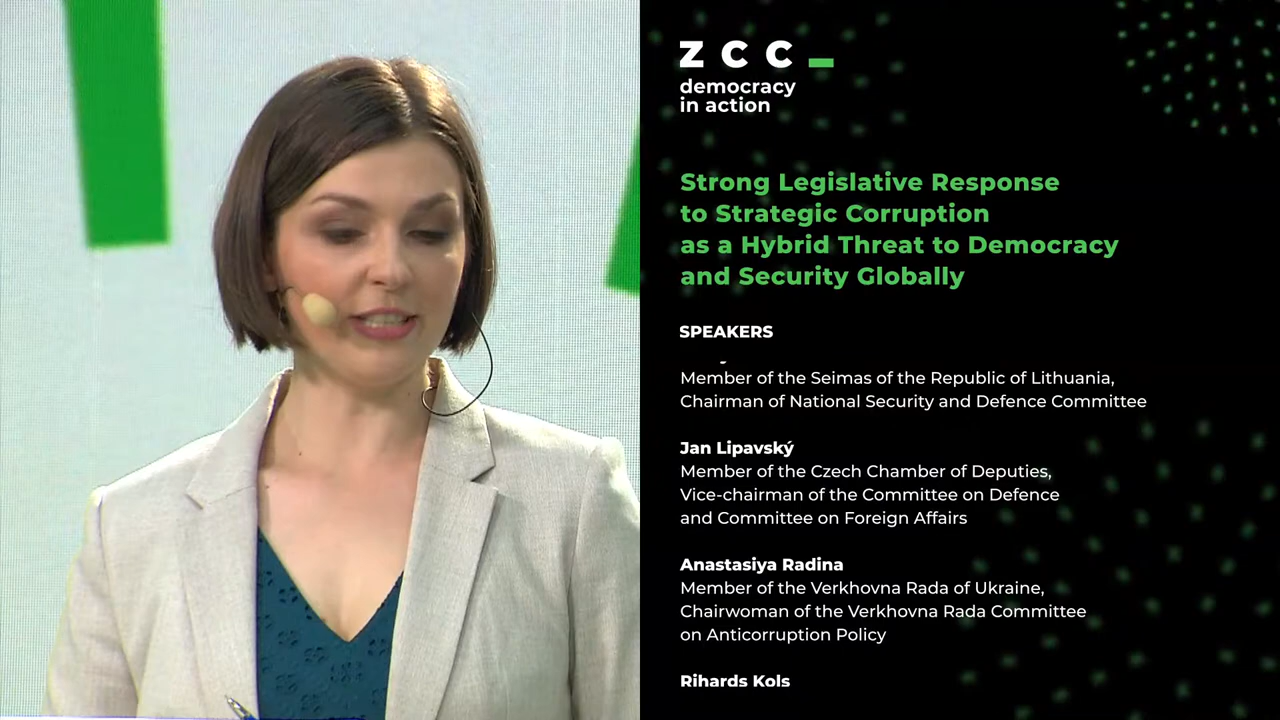 zcc_
democracy
in action
Strong Legislative Response
to Strategic Corruption
as a Hybrid Threat to Democracy
and Security Globally
SPEAKERS
Member of the Seimas of the Republic of Lithuania,
Chairman of National Security and Defence Committee
Jan Lipavský
Member of the Czech Chamber of Deputies,
Vice-chairman of the Committee on Defence
and Committee on Foreign Affairs
Anastasiya Radina
Member of the Verkhovna Rada of Ukraine,
Chairwoman of the Verkhovna Rada Committee
on Anticorruption Policy
Rihards Kols